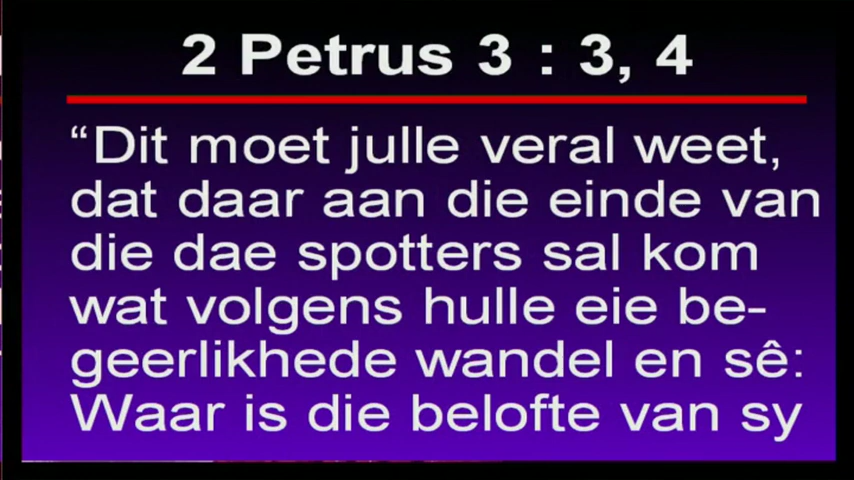 2 Petrus 3 : 3, 4
“Dit moet julle veral weet,
dat daar aan die einde van
die dae spotters sal kom
wat volgens hulle eie be-
geerlikhede wandel en sê:
Waar is die belofte van sy